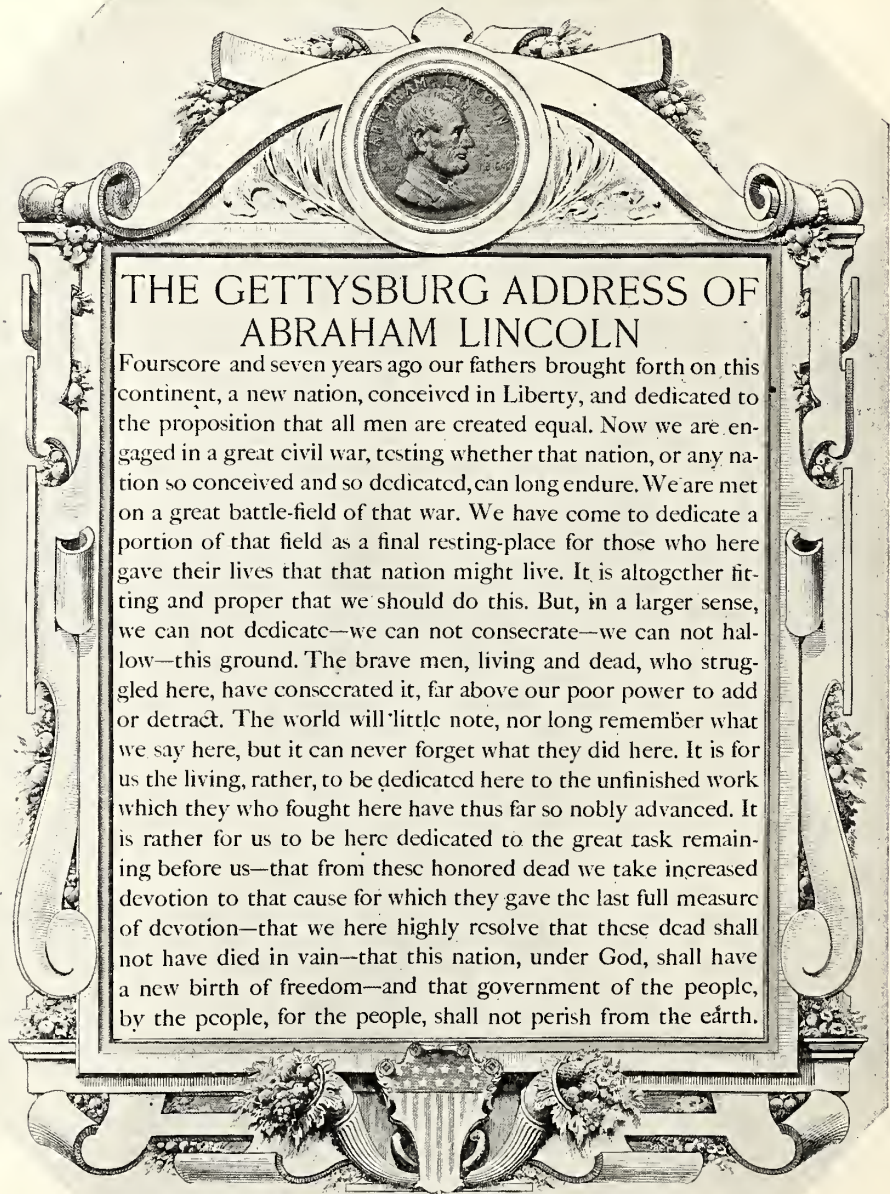 ABRAHAM LINCOLN
THE GETTYSBURG ADDRESS OF
ABRAHAM LINCOLN
Fourscore and seven years ago our fathers brought forth on this
continent, a new nation, conceived in Liberty, and dedicated to
the proposition that all men are created equal. Now we are en-
gaged in a great civil war, testing whether that nation, or any na-
tion so conceived and so dedicated, can long endure. We are met
on a great battle-field of that war. We have come to dedicate a
portion of that field as a final resting-place for those who here
gave their lives that that nation might live. It is altogether fit-
ting and proper that we should do this. But, in a larger sense,
we can not dedicate—we can not consecrate—we can not hal-
low—this ground. The brave men, living and dead, who strug-
gled here, have consecrated it, far above our poor power to add
or detract. The world will little note, nor long remember what
we say here, but it can never forget what they did here. It is for
us the living, rather, to be dedicated here to the unfinished work
which they who fought here have thus far so nobly advanced. It
is rather for us to be here dedicated to the great task remain-
ing before us—that from these honored dead we take increased
devotion to that cause for which they gave the last full measure
of devotion—that we here highly resolve that these dead shall
not have died in vain—that this nation, under God, shall have
a new birth of freedom—and that government of the people,
by the people, for the people, shall not perish from the earth.